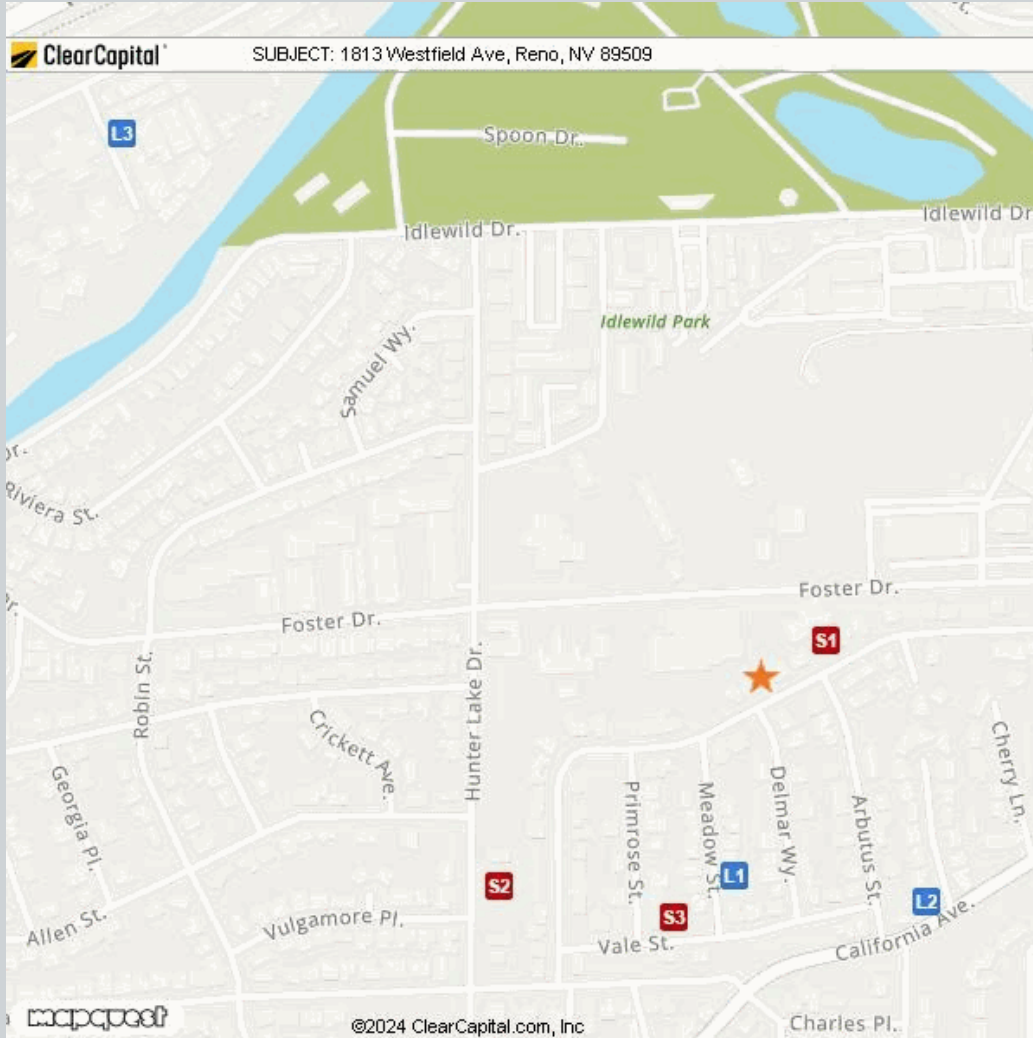 ClearCapital
SUBJECT: 1813 Westfield Ave, Reno, NV 89509
L3
Spoon Dr.
Idlewild Dr.
Idlewild Dr
Idlewild Park
Samuel Wy.
Dr.
Riviera St.
Foster Dr.
Foster Dr.
S1
Robin St.
Hunter Lake Dr.
Crickett Ave.
Georgia Pl.
Primrose St.
Meadow St.
Delmar Wy.
Arbutus St.
Cherry Ln.
L1
S2
L2
S3
Allen St.
Vulgamore Pl.
Vale St.
California Ave.
mapquest
©2024 ClearCapital.com, Inc
Charles Pl.